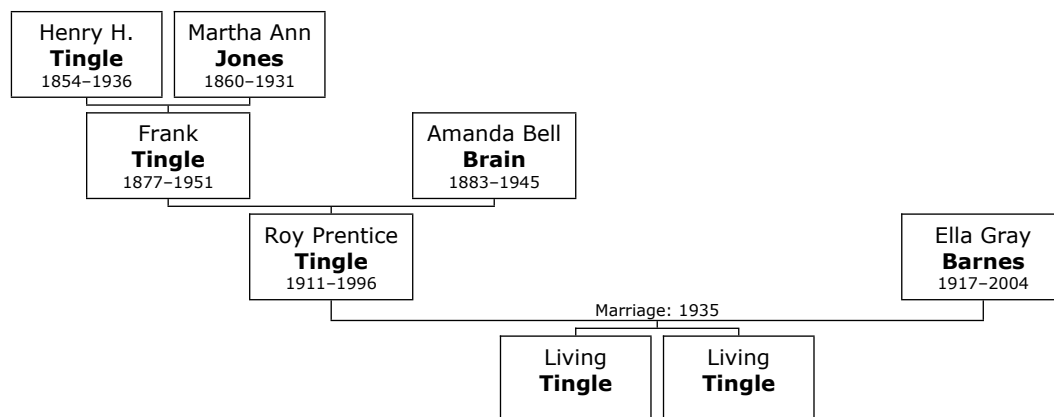 Henry H.
Tingle
1854–1936
Martha Ann
Jones
1860–1931
Frank
Tingle
1877–1951
Amanda Bell
Brain
1883–1945
Roy Prentice
Tingle
1911–1996
Ella Gray
Barnes
1917–2004
Marriage: 1935
Living
Tingle
Living
Tingle